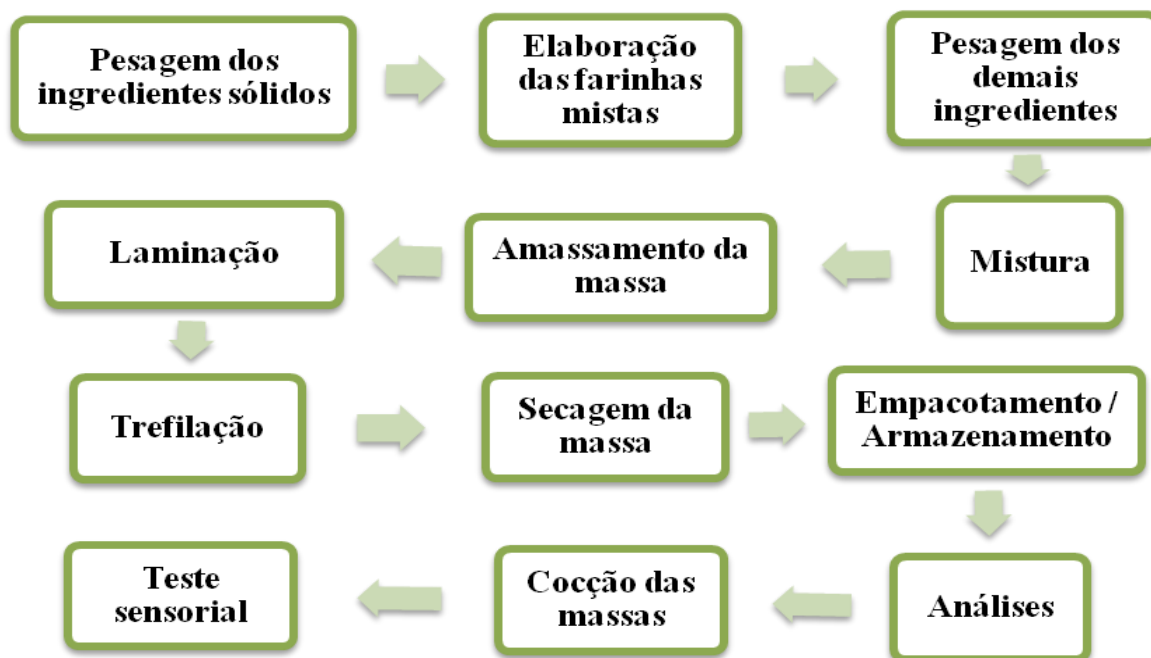 Pesagem dos
ingredientes sólidos
Elaboração
das farinhas
mistas
Pesagem dos
demais
ingredientes
Mistura
Amassamento da
massa
Laminação
Trefilação
Secagem da
massa
Empacotamento /
Armazenamento
Análises
Cocção das
massas
Teste
sensorial